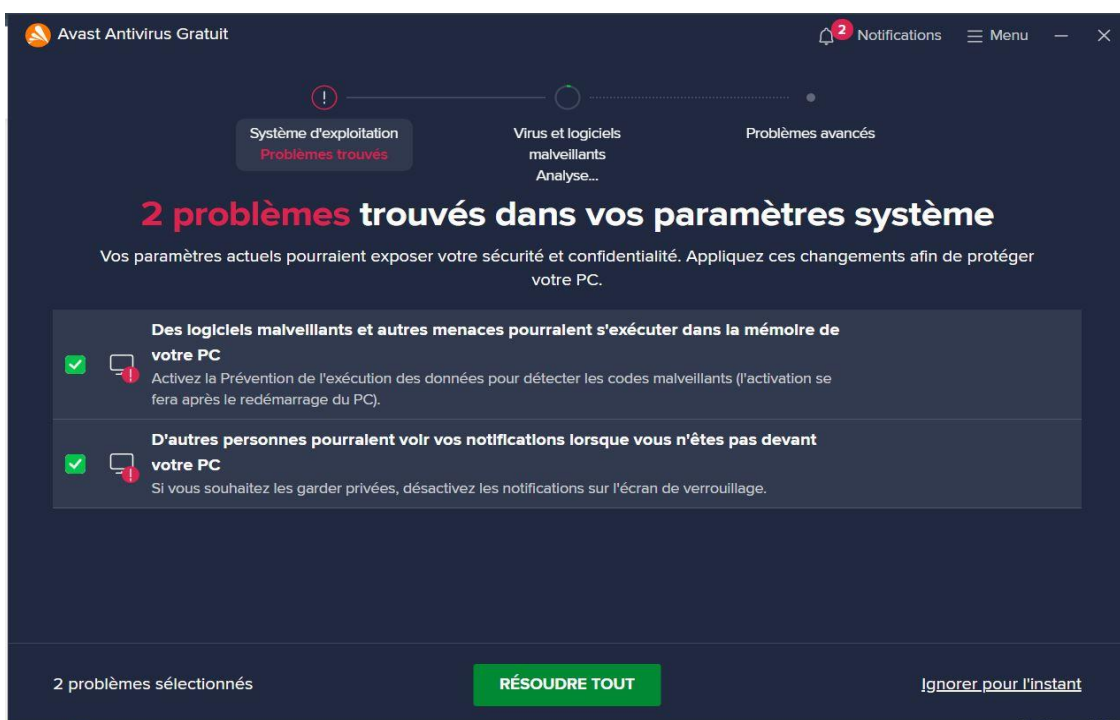 Avast Antivirus Gratuit
2 Notifications
Menu
Système d'exploitation
Problèmes trouvés
Virus et logiciels
malveillants
Analyse...
Problèmes avancés
2 problèmes trouvés dans vos paramètres système
Vos paramètres actuels pourraient exposer votre sécurité et confidentialité. Appliquez ces changements afin de protéger
votre PC.
Des logiciels malveillants et autres menaces pourraient s'exécuter dans la mémoire de
votre PC
Activez la Prévention de l'exécution des données pour détecter les codes malveillants (l'activation se
fera après le redémarrage du PC).
D'autres personnes pourraient voir vos notifications lorsque vous n'êtes pas devant
votre PC
Si vous souhaitez les garder privées, désactivez les notifications sur l'écran de verrouillage.
2 problèmes sélectionnés
RÉSOUDRE TOUT
Ignorer pour l'instant